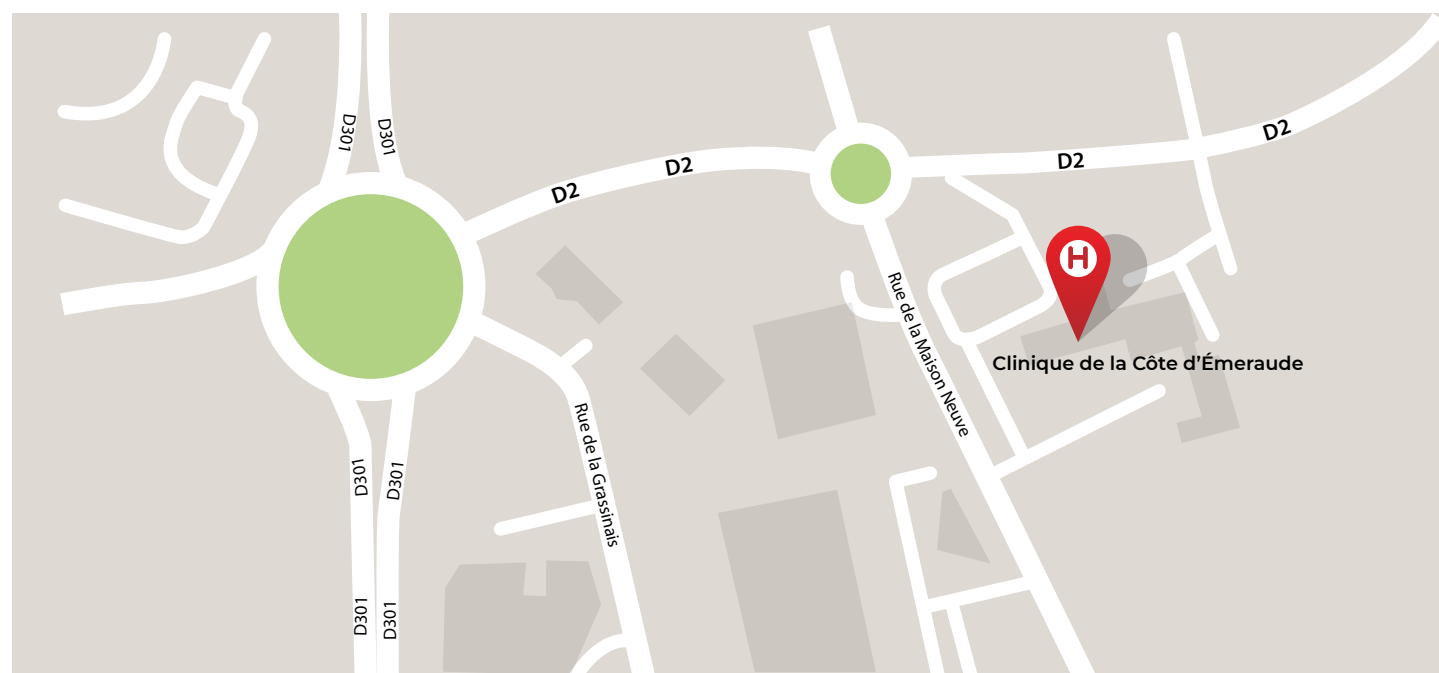 D301
D301
D2
D2
D2
D2
H
Rue de la Maison Neuve
Clinique de la Côte d’Émeraude
Rue de la Grassinais
D301
D301
D301
D301